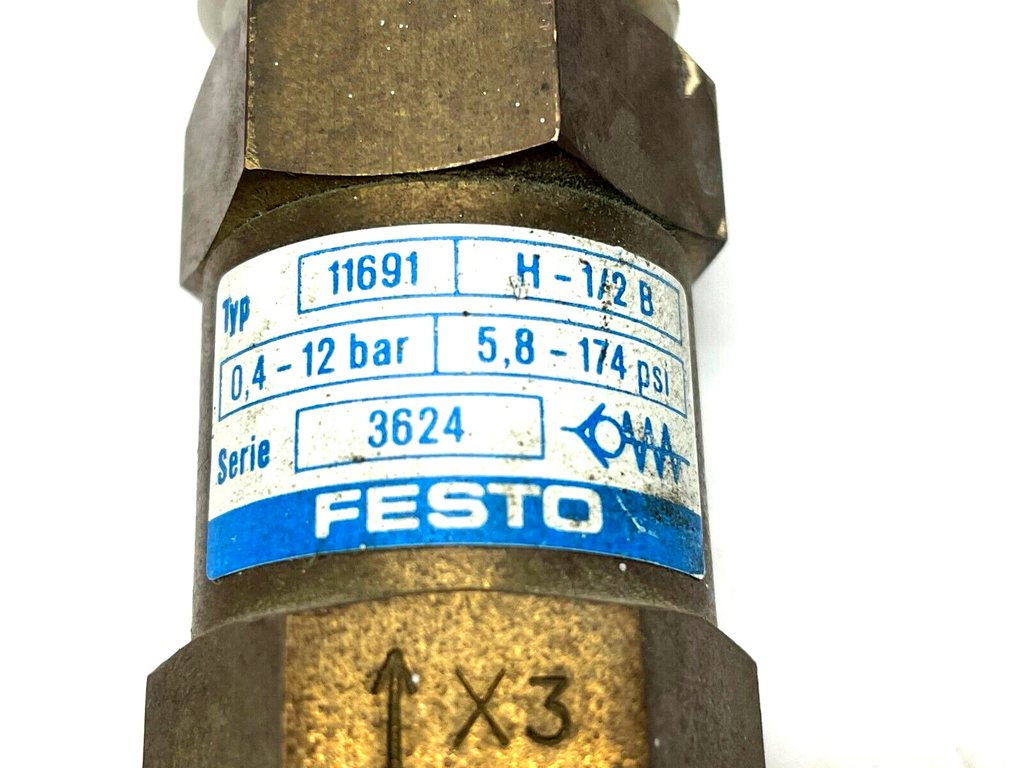 Typ 11691 H - 1/2 B
0,4 - 12 bar 5,8 - 174 psi
Serie 3624
FESTO
X3